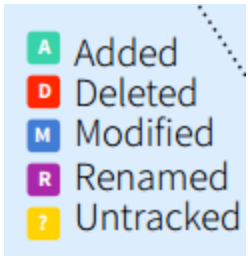 A Added
D Deleted
M Modified
R Renamed
? Untracked